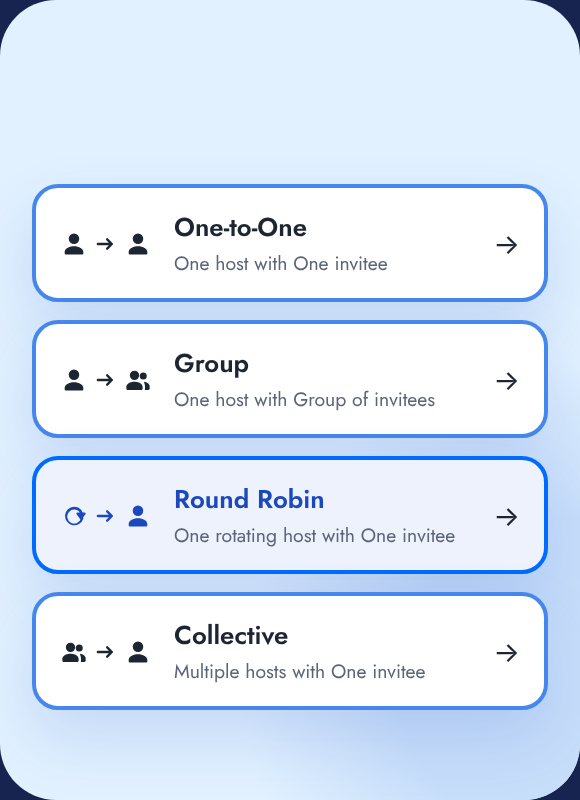 One-to-One
One host with One invitee
Group
One host with Group of invitees
Round Robin
One rotating host with One invitee
Collective
Multiple hosts with One invitee